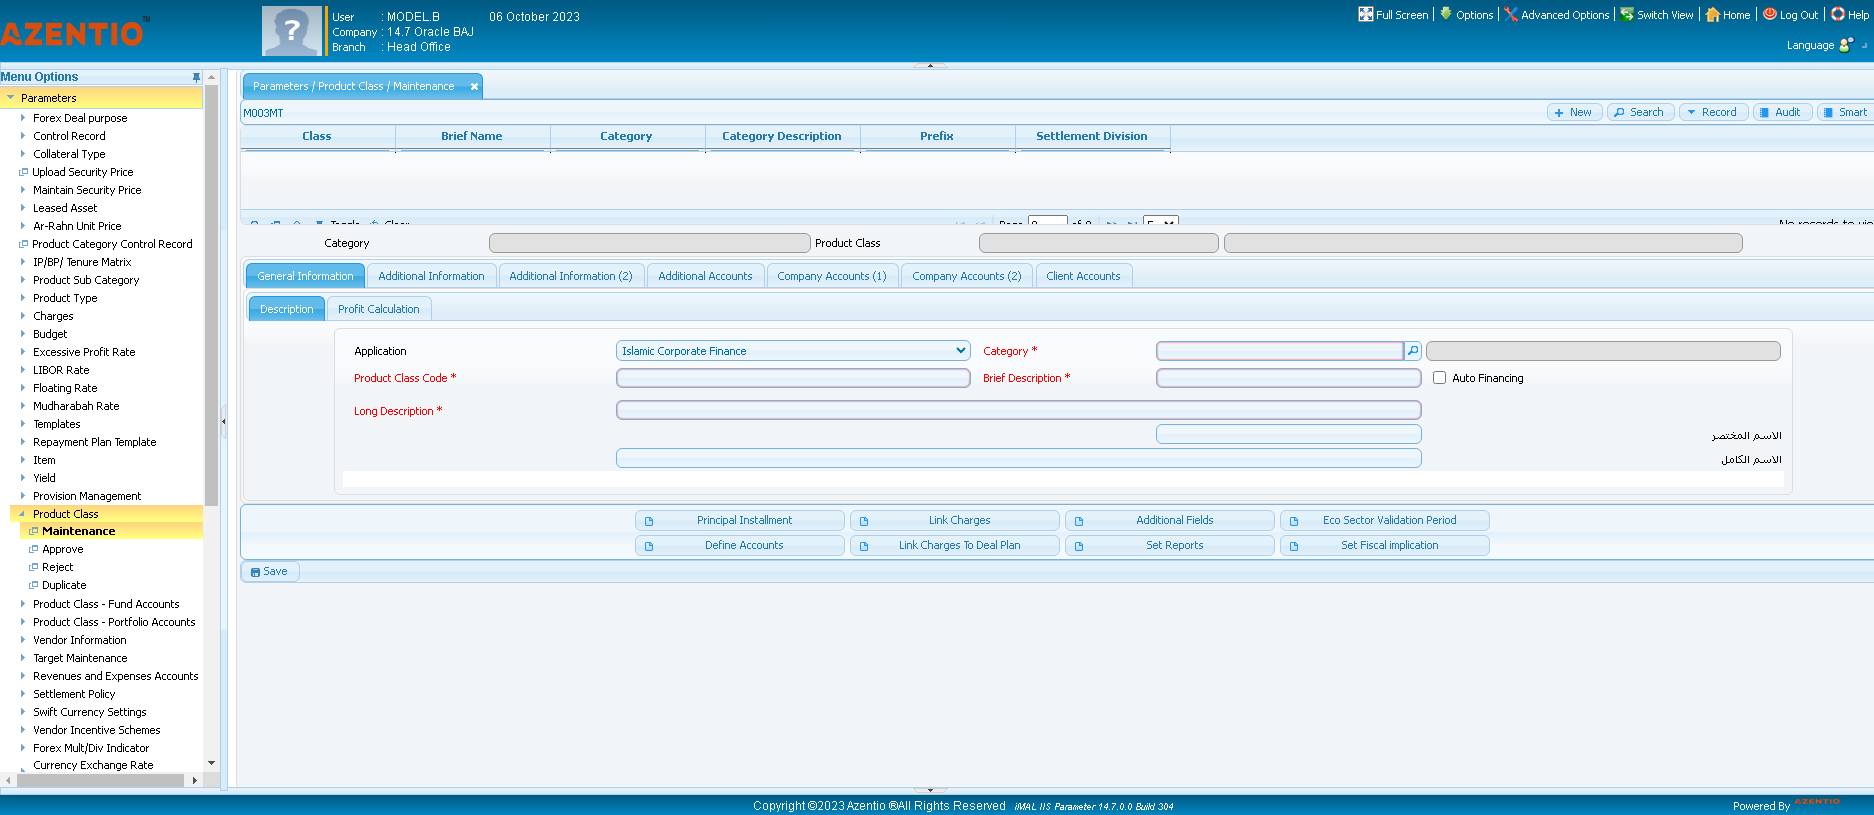 AZENTIO™
User : MODEL.B 06 October 2023
Company : 14.7 Oracle BAJ
Branch : Head Office
Full Screen Options Advanced Options Switch View Home Log Out Help
Language
Menu Options
Parameters
Forex Deal purpose
Control Record
Collateral Type
Upload Security Price
Maintain Security Price
Leased Asset
Ar-Rahn Unit Price
Product Category Control Record
IP/BP/ Tenure Matrix
Product Sub Category
Product Type
Charges
Budget
Excessive Profit Rate
LIBOR Rate
Floating Rate
Mudharabah Rate
Templates
Repayment Plan Template
Item
Yield
Provision Management
Product Class
Maintenance
Approve
Reject
Duplicate
Product Class - Fund Accounts
Product Class - Portfolio Accounts
Vendor Information
Target Maintenance
Revenues and Expenses Accounts
Settlement Policy
Swift Currency Settings
Vendor Incentive Schemes
Forex Mult/Div Indicator
Currency Exchange Rate
Parameters / Product Class / Maintenance
M003MT
New Search Record Audit Smart
Class Brief Name Category Category Description Prefix Settlement Division
Toggle Clear Page 0 of 0 5 No records to vie
Category Product Class
General Information Additional Information Additional Information (2) Additional Accounts Company Accounts (1) Company Accounts (2) Client Accounts
Description Profit Calculation
Application Islamic Corporate Finance Category *
Product Class Code * Brief Description * Auto Financing
Long Description *
الاسم المختصر
الاسم الكامل
Principal Installment Link Charges Additional Fields Eco Sector Validation Period
Define Accounts Link Charges To Deal Plan Set Reports Set Fiscal implication
Save
Copyright ©2023 Azentio ®All Rights Reserved iMAL IIS Parameter 14.7.0.0 Build 304
Powered By AZENTIO